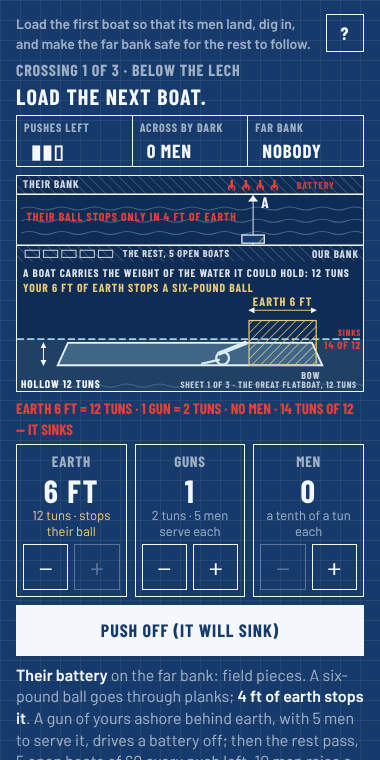 Load the first boat so that its men land, dig in,
and make the far bank safe for the rest to follow.
?
CROSSING 1 OF 3 · BELOW THE LECH
LOAD THE NEXT BOAT.
PUSHES LEFT
ACROSS BY DARK
0 MEN
FAR BANK
NOBODY
THEIR BANK
BATTERY
A
THEIR BALL STOPS ONLY IN 4 FT OF EARTH
THE REST, 5 OPEN BOATS
OUR BANK
A BOAT CARRIES THE WEIGHT OF THE WATER IT COULD HOLD: 12 TUNS
YOUR 6 FT OF EARTH STOPS A SIX-POUND BALL
EARTH 6 FT
SINKS
14 OF 12
BOW
HOLLOW 12 TUNS
SHEET 1 OF 3 · THE GREAT FLATBOAT; 12 TUNS
EARTH 6 FT = 12 TUNS · 1 GUN = 2 TUNS · NO MEN · 14 TUNS OF 12
– IT SINKS
EARTH
6 FT
12 tuns · stops
their ball
− +
GUNS
1
2 tuns · 5 men
serve each
− +
MEN
0
a tenth of a tun
each
− +
PUSH OFF (IT WILL SINK)
Their battery on the far bank: field pieces. A six-
pound ball goes through planks; 4 ft of earth stops
it. A gun of yours ashore behind earth, with 5 men
to serve it, drives a battery off; then the rest pass,